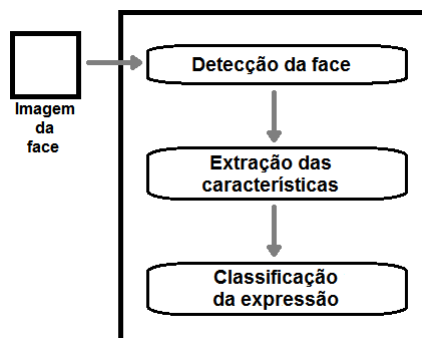 Imagem
da
face
Detecção da face
Extração das
características
Classificação
da expressão